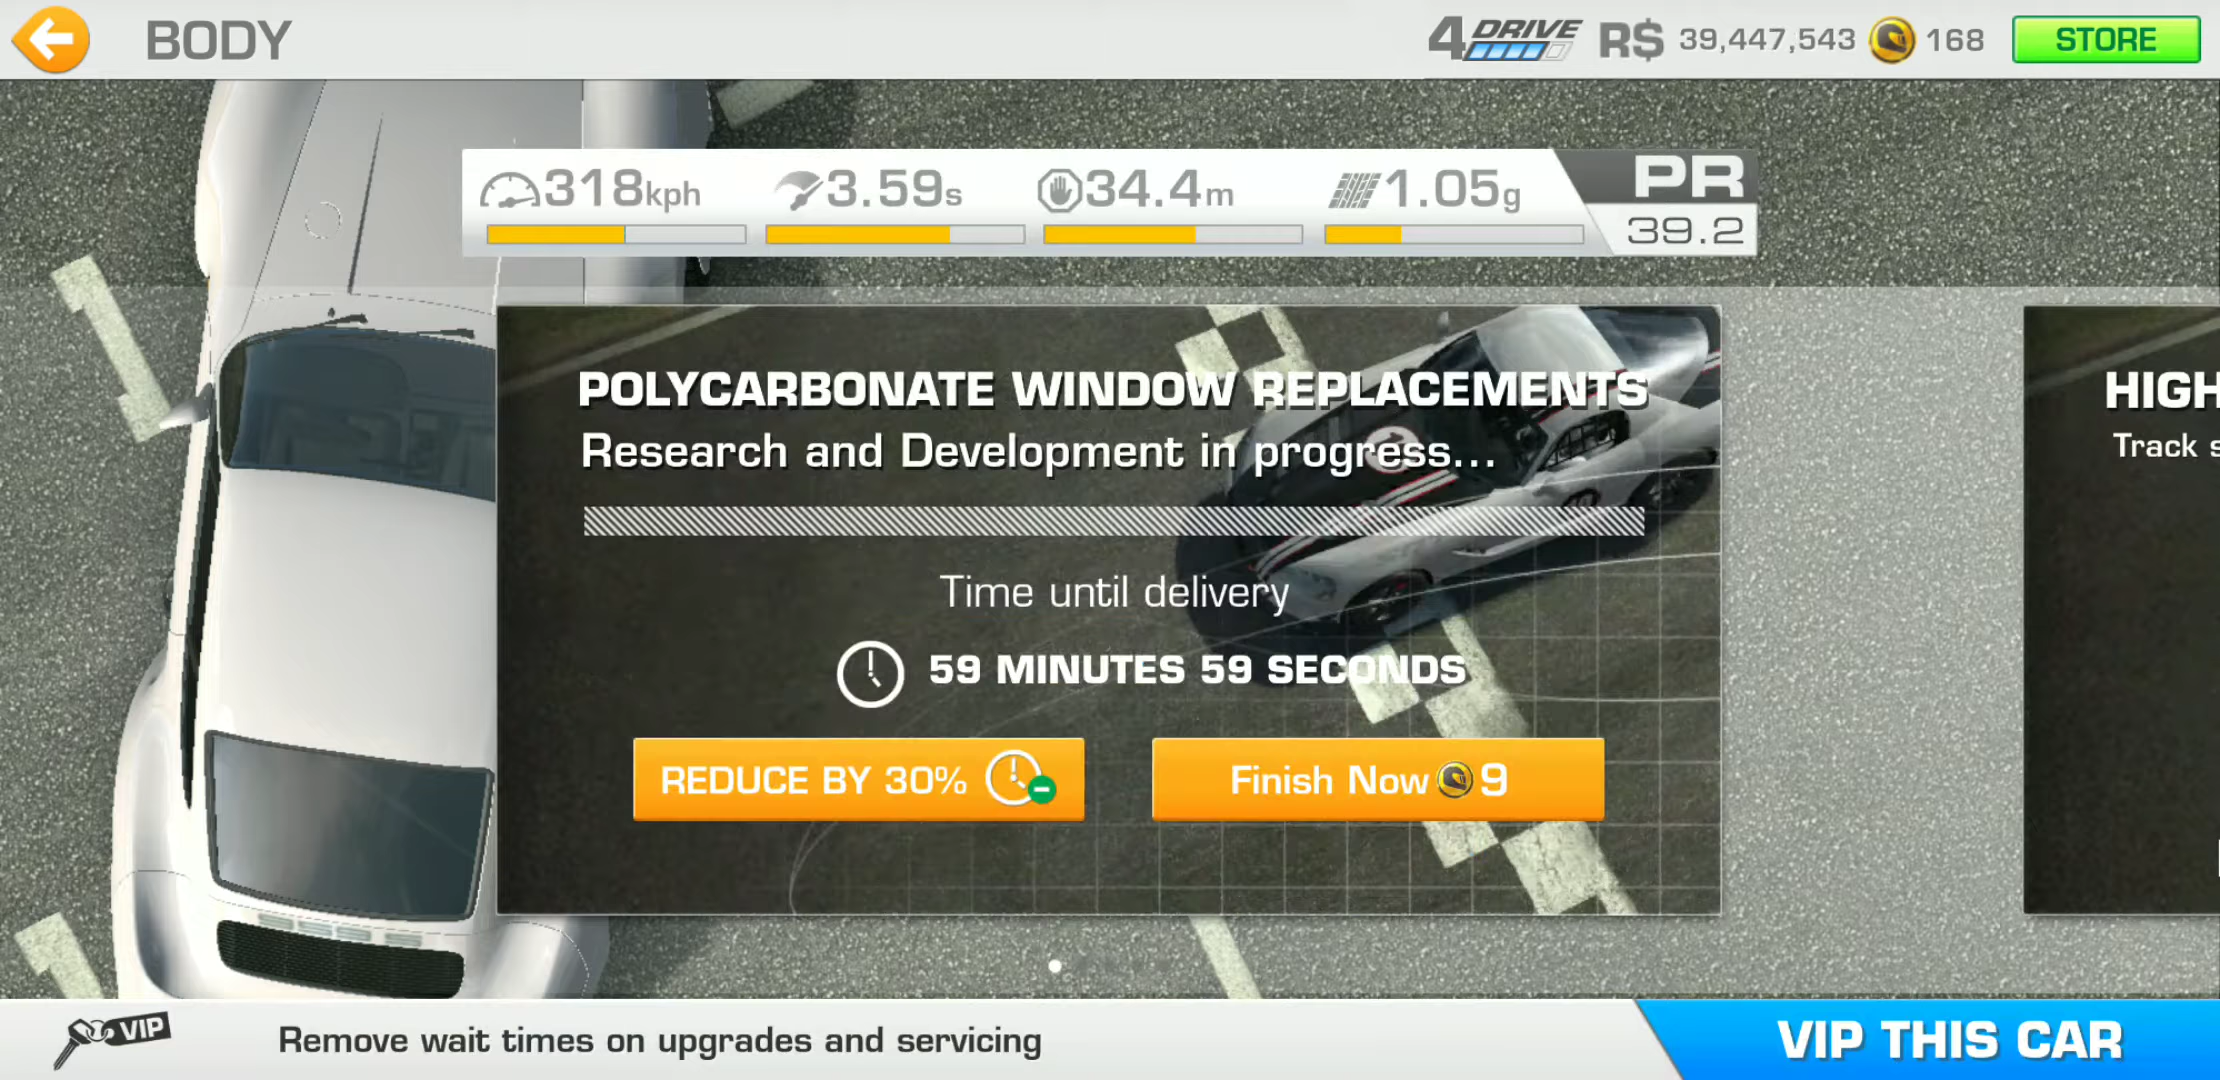 BODY
4 DRIVE R$ 39,447,543 168 STORE
318kph 3.59s 34.4m 1.05g PR
39.2
POLYCARBONATE WINDOW REPLACEMENTS
Research and Development in progress...
Time until delivery
59 MINUTES 59 SECONDS
REDUCE BY 30% Finish Now 9
HIGH
Track s
VIP Remove wait times on upgrades and servicing VIP THIS CAR